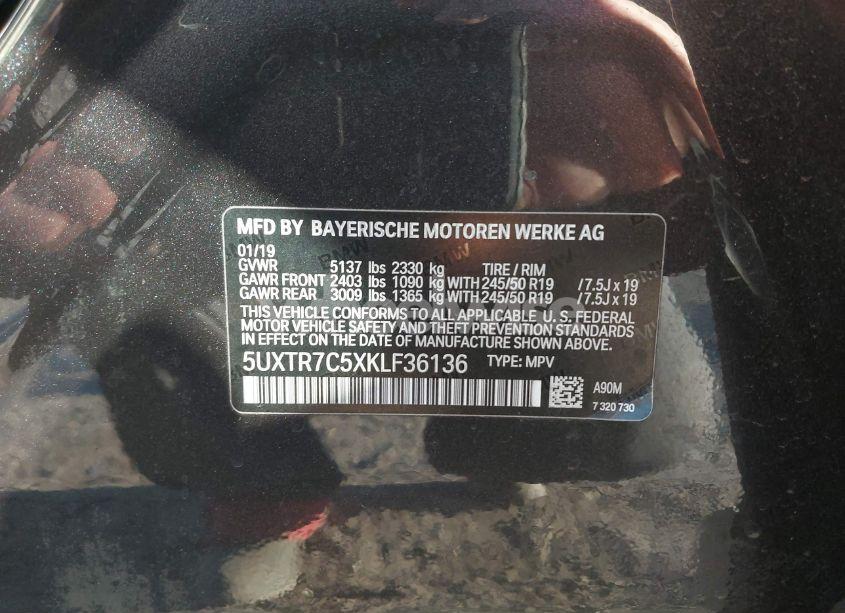 MFD BY BAYERISCHE MOTOREN WERKE AG
01/19
GVWR 5137 lbs 2330 kg TIRE / RIM
GAWR FRONT 2403 lbs 1090 kg WITH 245/50 R19 / 7.5J x 19
GAWR REAR 3009 lbs 1365 kg WITH 245/50 R19 / 7.5J x 19
THIS VEHICLE CONFORMS TO ALL APPLICABLE U. S. FEDERAL
MOTOR VEHICLE SAFETY AND THEFT PREVENTION STANDARDS
IN EFFECT ON THE DATE OF MANUFACTURE SHOWN ABOVE.
5UXTR7C5XKLF36136 TYPE: MPV
A90M
7 320 730